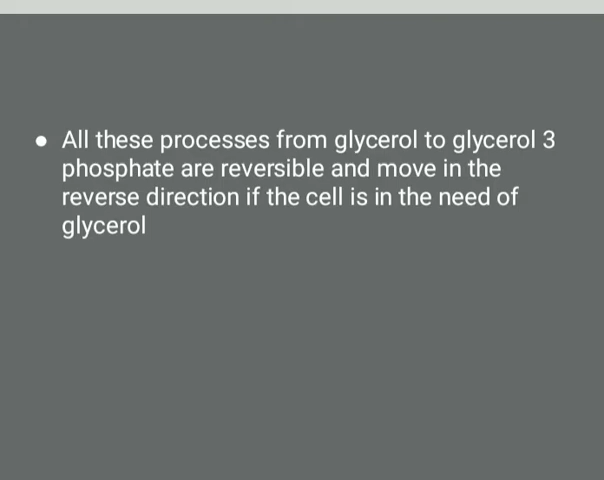 ● All these processes from glycerol to glycerol 3
phosphate are reversible and move in the
reverse direction if the cell is in the need of
glycerol